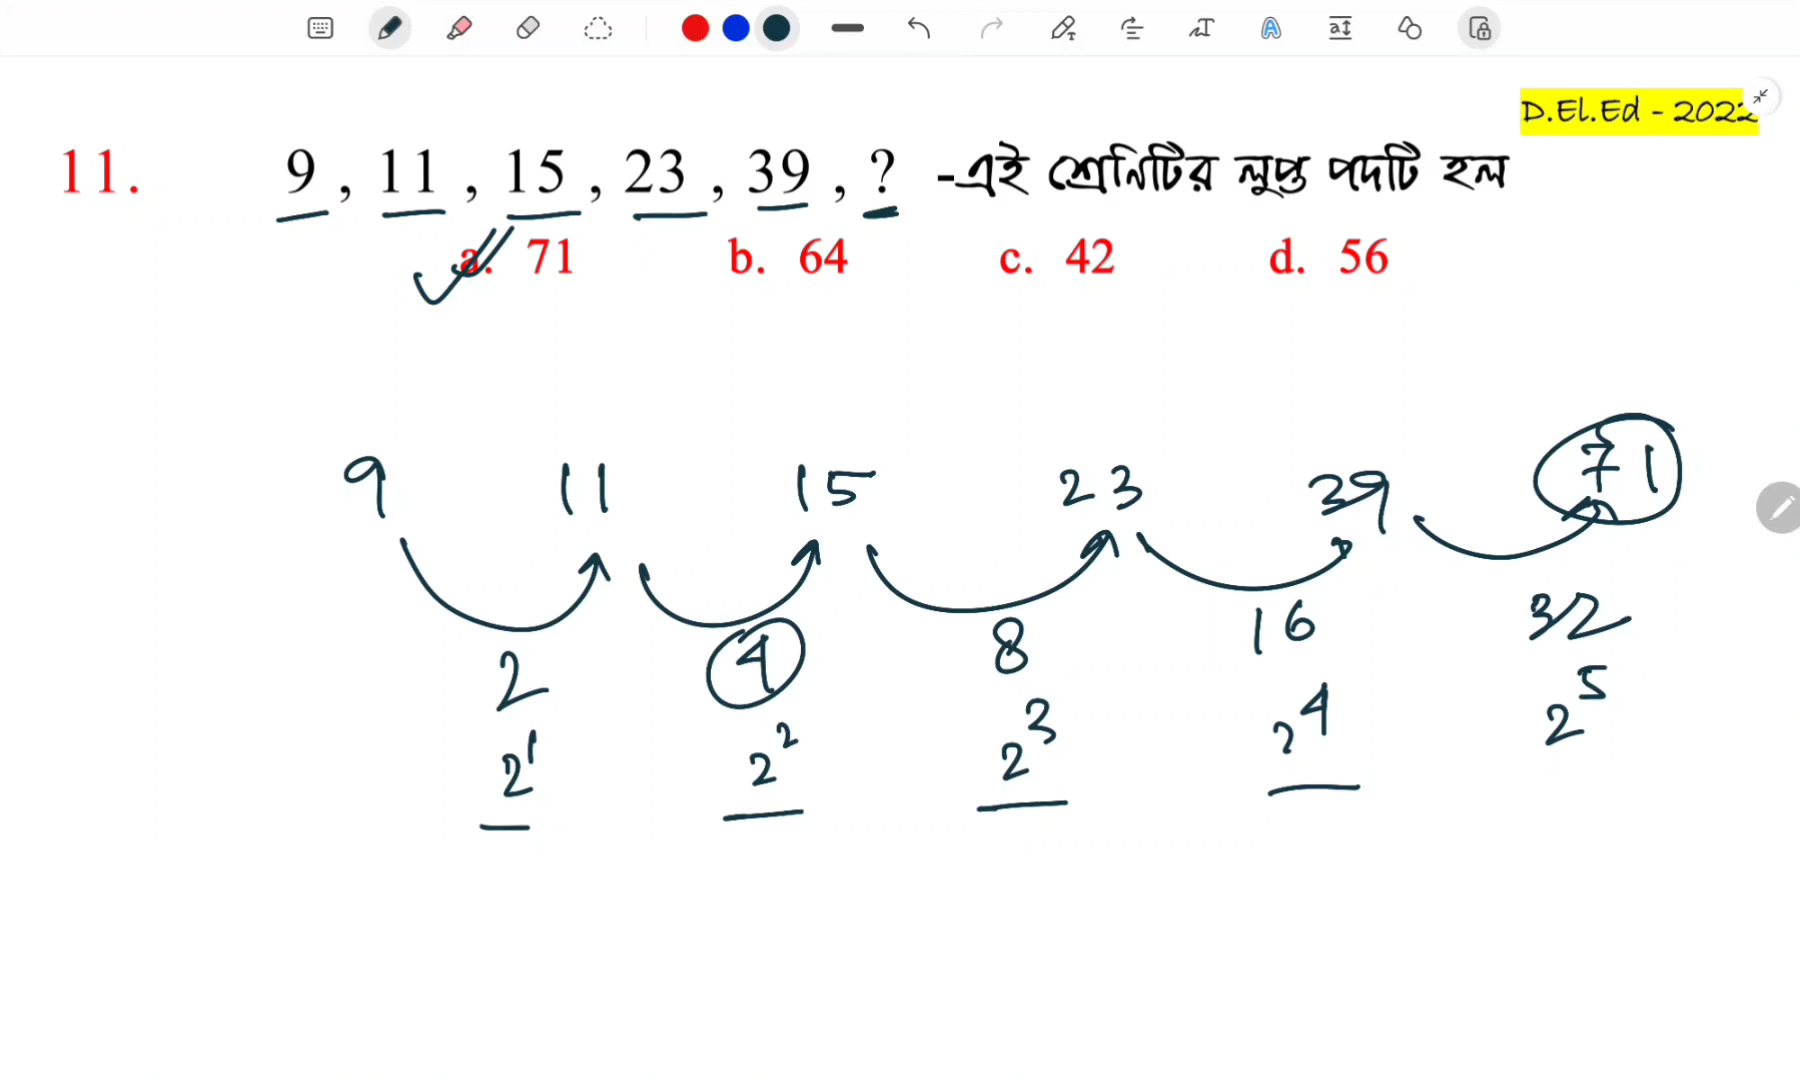 D.El.Ed - 2022
11. 9 , 11 , 15 , 23 , 39 , ? -এই শ্রেনিটির লুপ্ত পদটি হল
a. 71 b. 64 c. 42 d. 56
9 11 15 23 39 71
2 4 8 16 32
2¹ 2² 2³ 2⁴ 2⁵